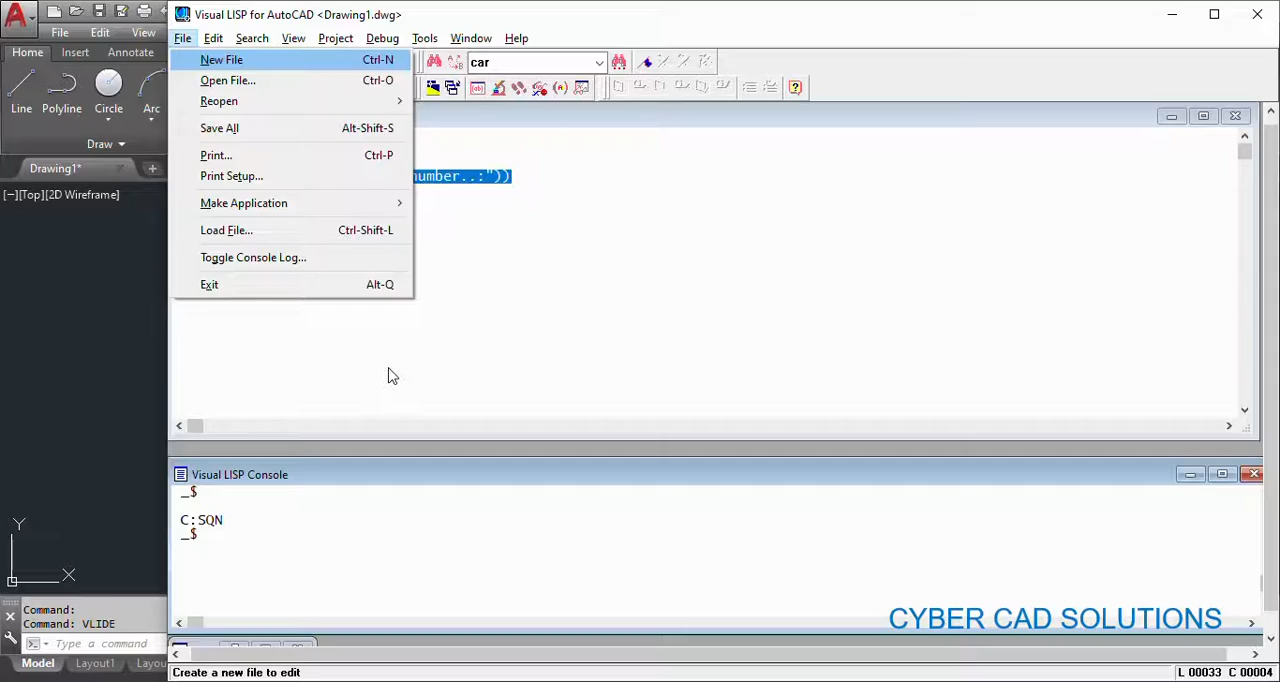 Visual LISP for AutoCAD <Drawing1.dwg>
File Edit View
File Edit Search View Project Debug Tools Window Help
Home Insert Annotate
New File Ctrl-N
car
Open File... Ctrl-O
Reopen
Line Polyline Circle Arc
Save All Alt-Shift-S
Draw
Print... Ctrl-P
Drawing1*
Print Setup...
number..:"))
[−][Top][2D Wireframe]
Make Application
Load File... Ctrl-Shift-L
Toggle Console Log...
Exit Alt-Q
Visual LISP Console
_$
C:SQN
_$
Y
X
Command:
Command: VLIDE
Type a command
CYBER CAD SOLUTIONS
Model Layout1 Layou
Create a new file to edit
L 00033 C 00004